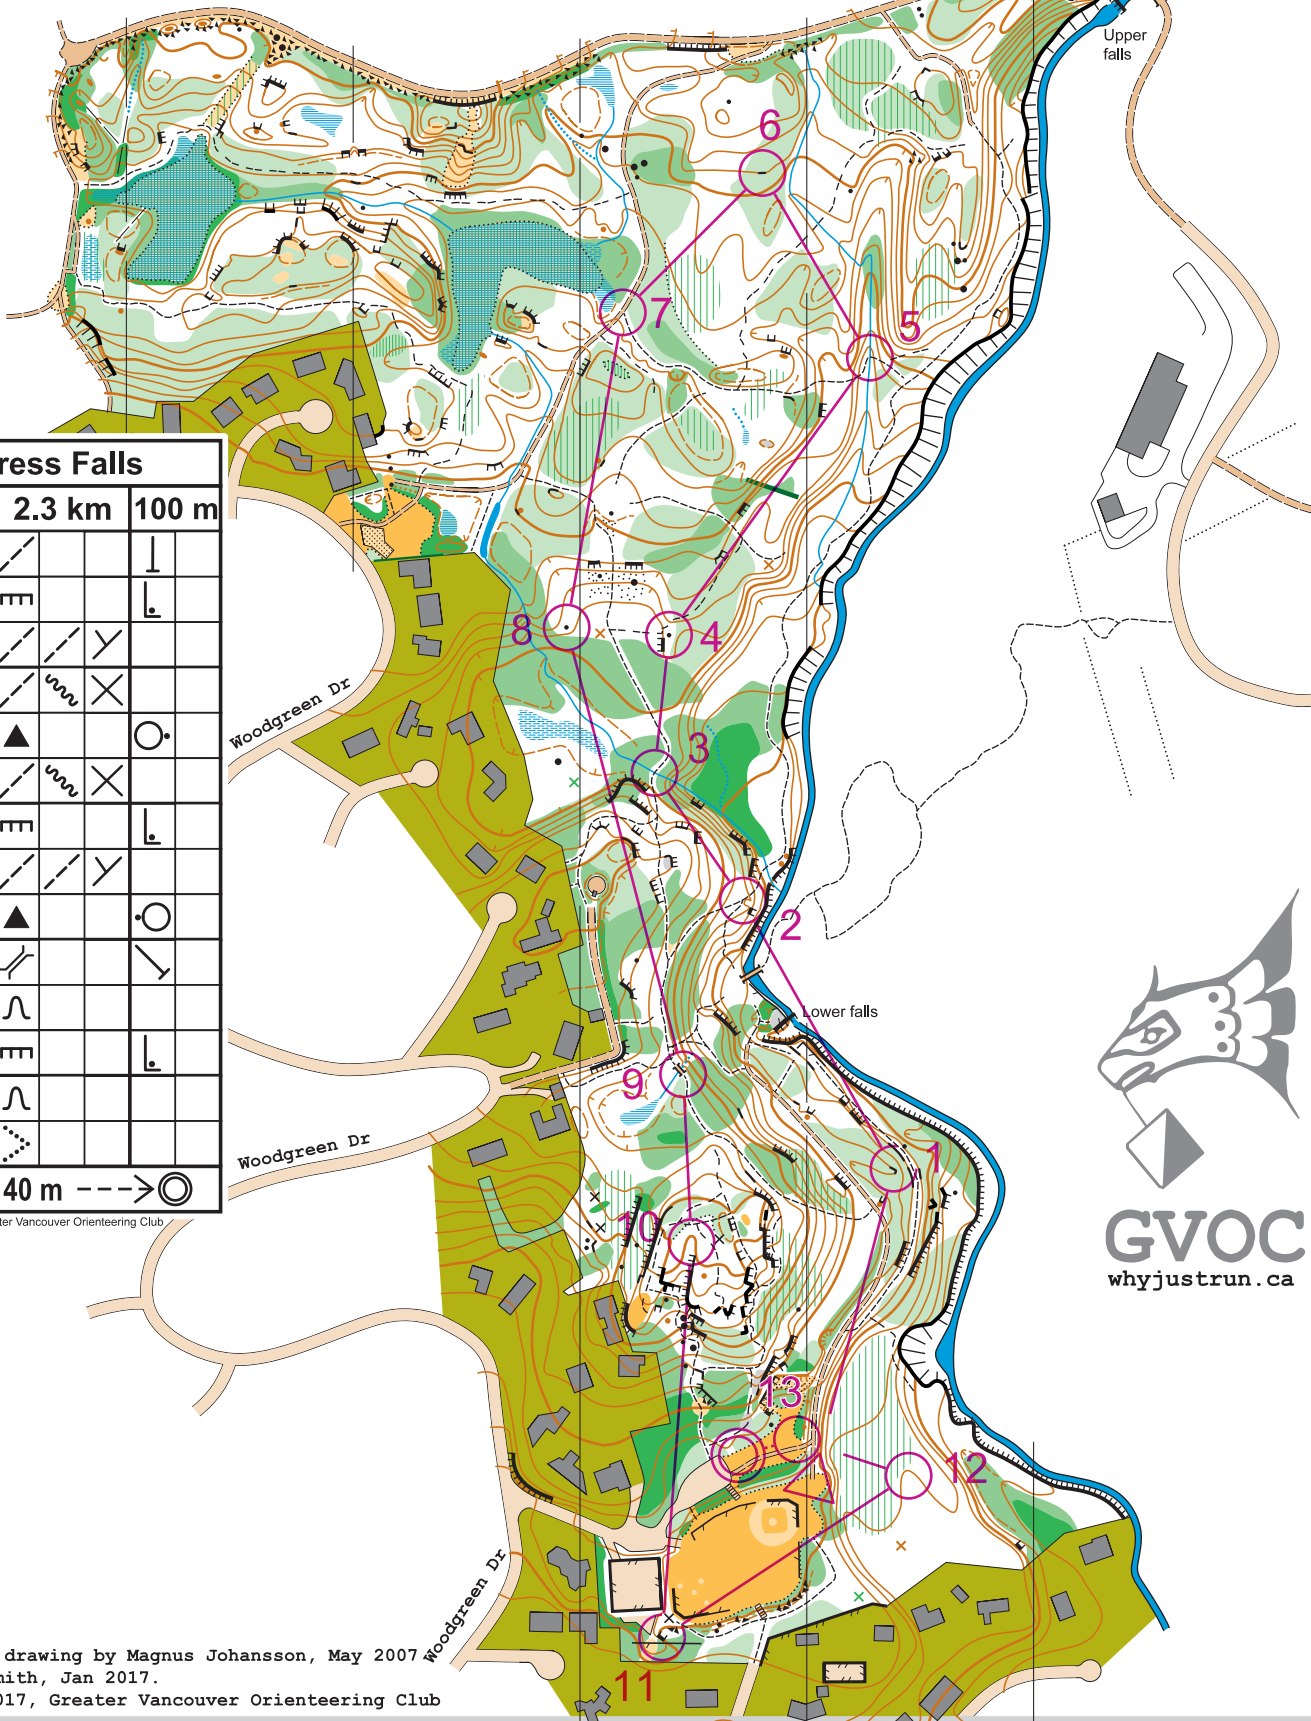 Upper
falls
6
5
7
ress Falls
2.3 km 100 m
8
4
Woodgreen Dr
3
2
Lower falls
9
1
Woodgreen Dr
40 m
ter Vancouver Orienteering Club
10
GVOC
whyjustrun.ca
13
12
Woodgreen Dr
11
drawing by Magnus Johansson, May 2007
mith, Jan 2017.
017, Greater Vancouver Orienteering Club